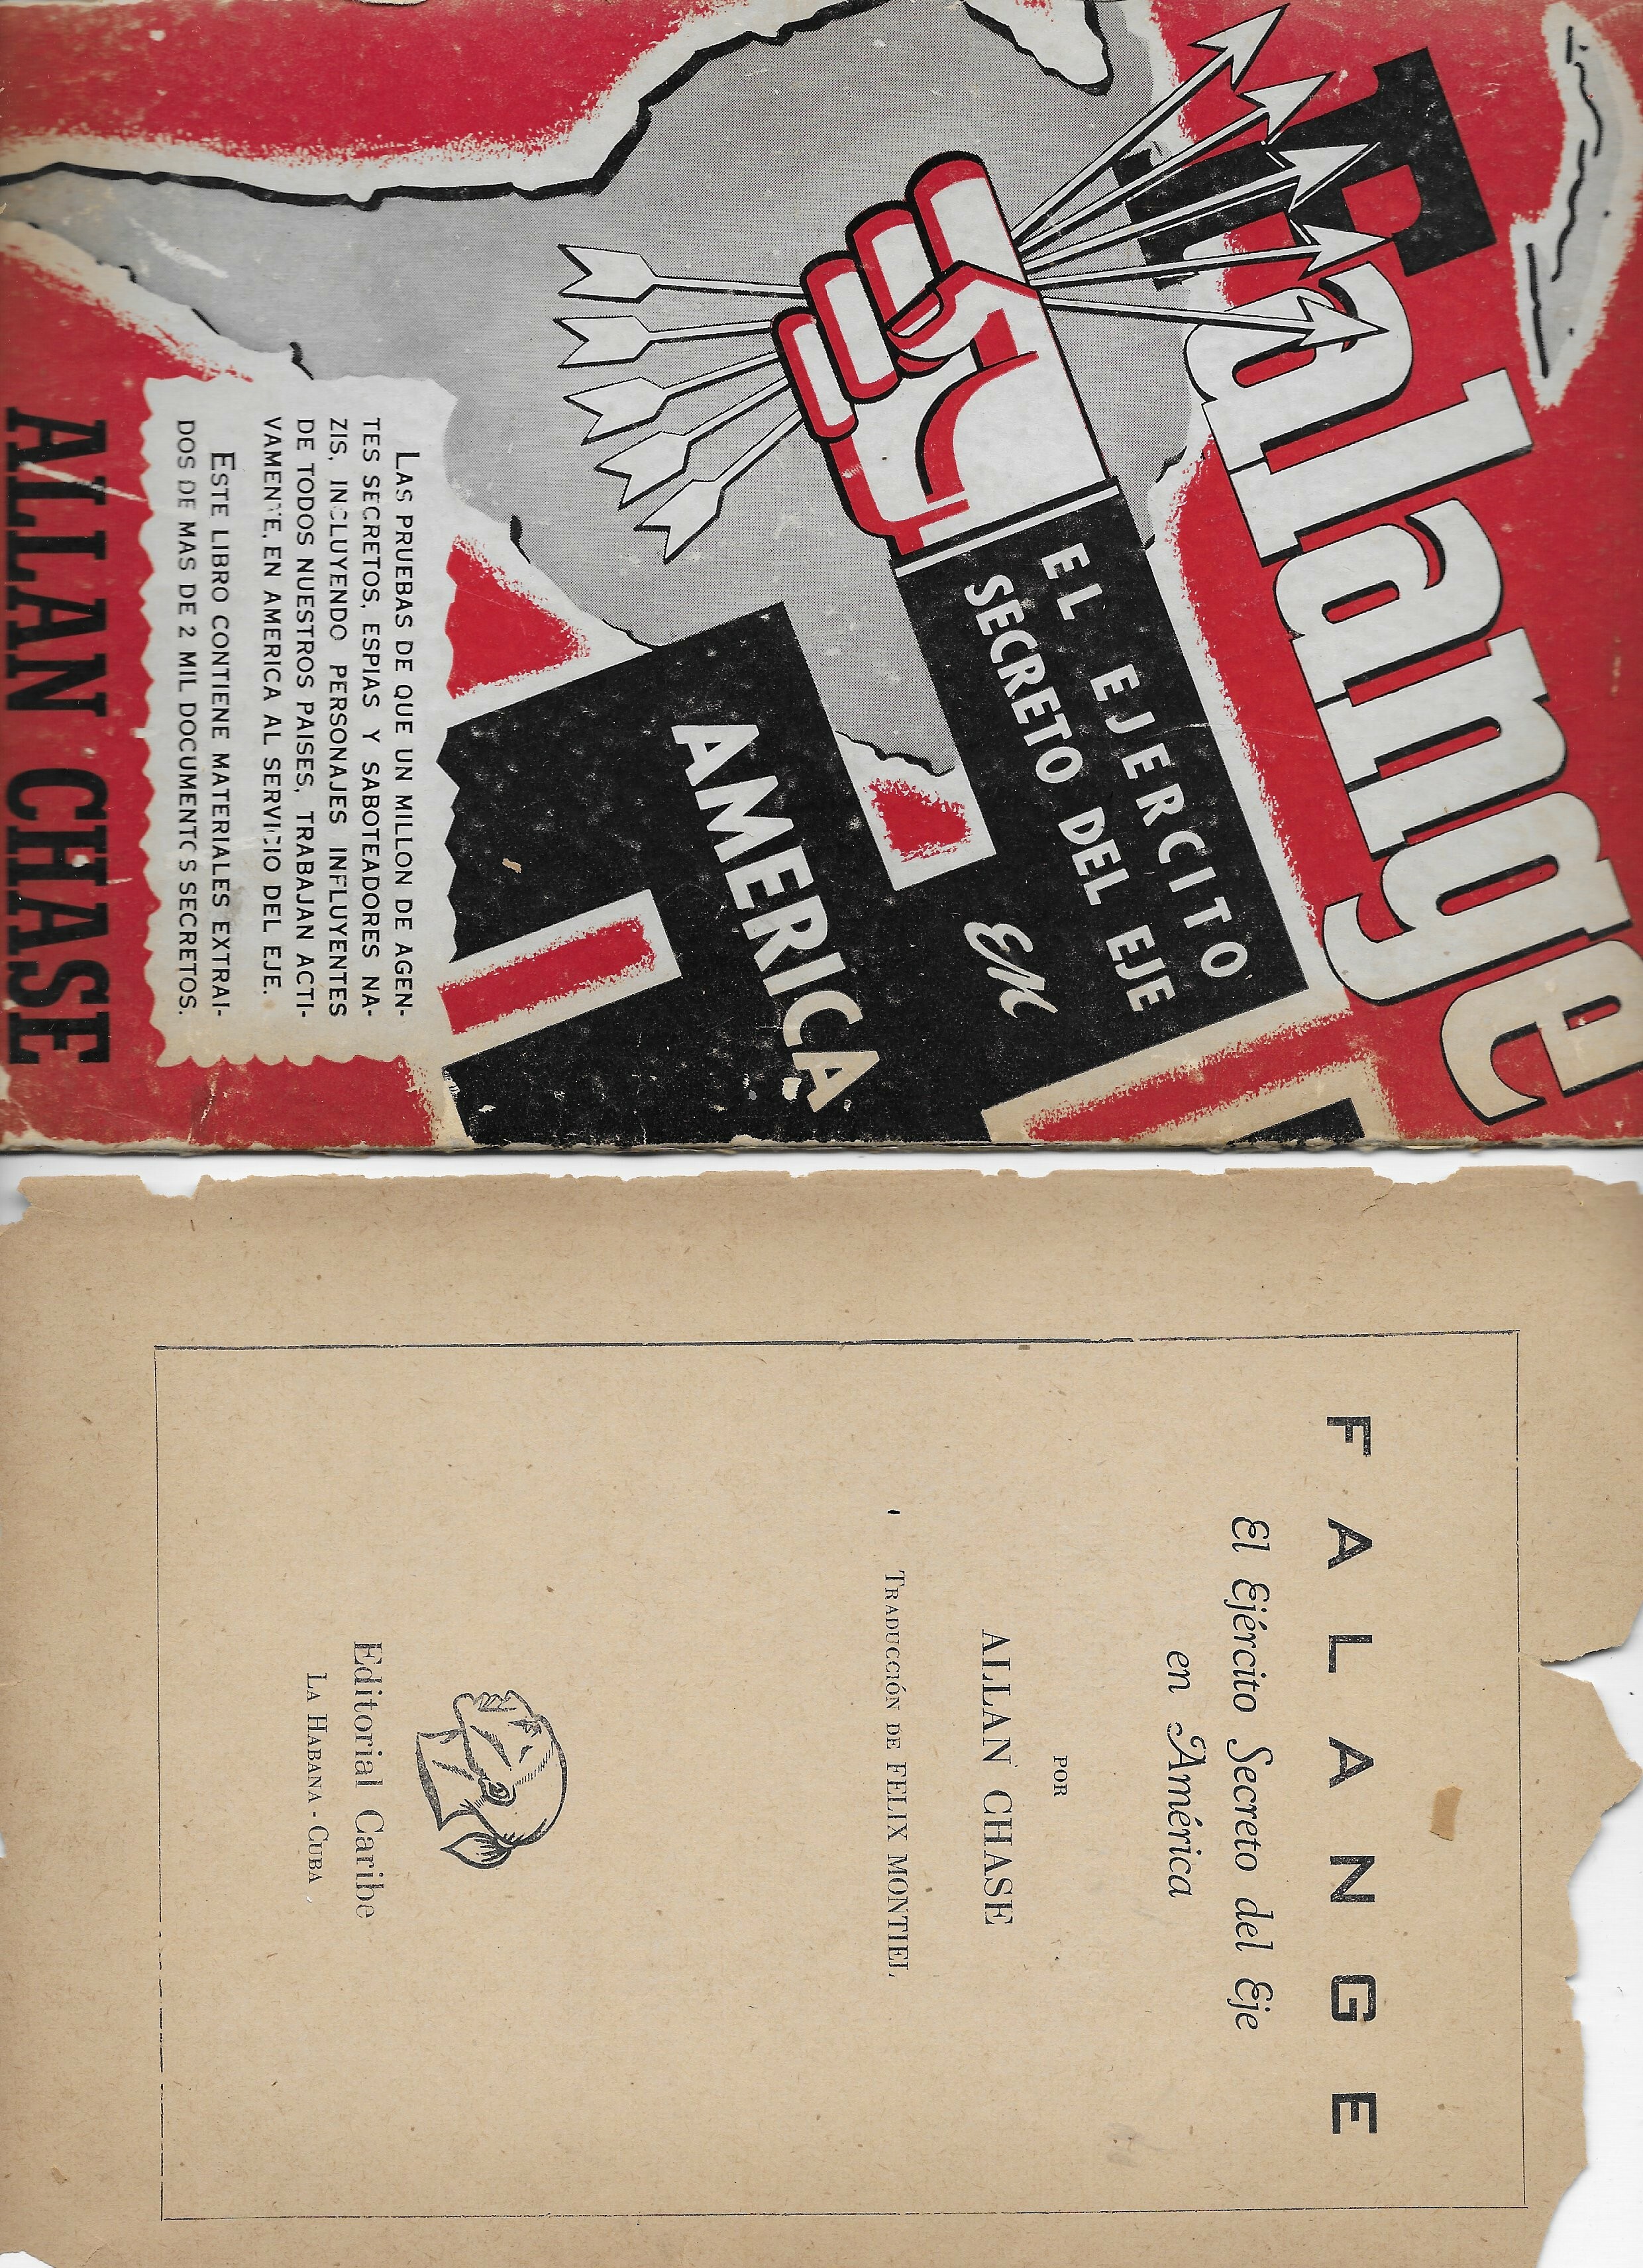 Falange
EL EJERCITO
SECRETO DEL EJE
EN
AMERICA
LAS PRUEBAS DE QUE UN MILLON DE AGEN-
TES SECRETOS, ESPIAS Y SABOTEADORES NA-
ZIS, INCLUYENDO PERSONAJES INFLUYENTES
DE TODOS NUESTROS PAISES, TRABAJAN ACTI-
VAMENTE, EN AMERICA AL SERVICIO DEL EJE.
ESTE LIBRO CONTIENE MATERIALES EXTRAI-
DOS DE MAS DE 2 MIL DOCUMENTOS SECRETOS.
ALLAN CHASE
FALANGE
El Ejército Secreto del Eje
en América
POR
ALLAN CHASE
TRADUCCIÓN DE FELIX MONTIEL
Editorial Caribe
LA HABANA - CUBA